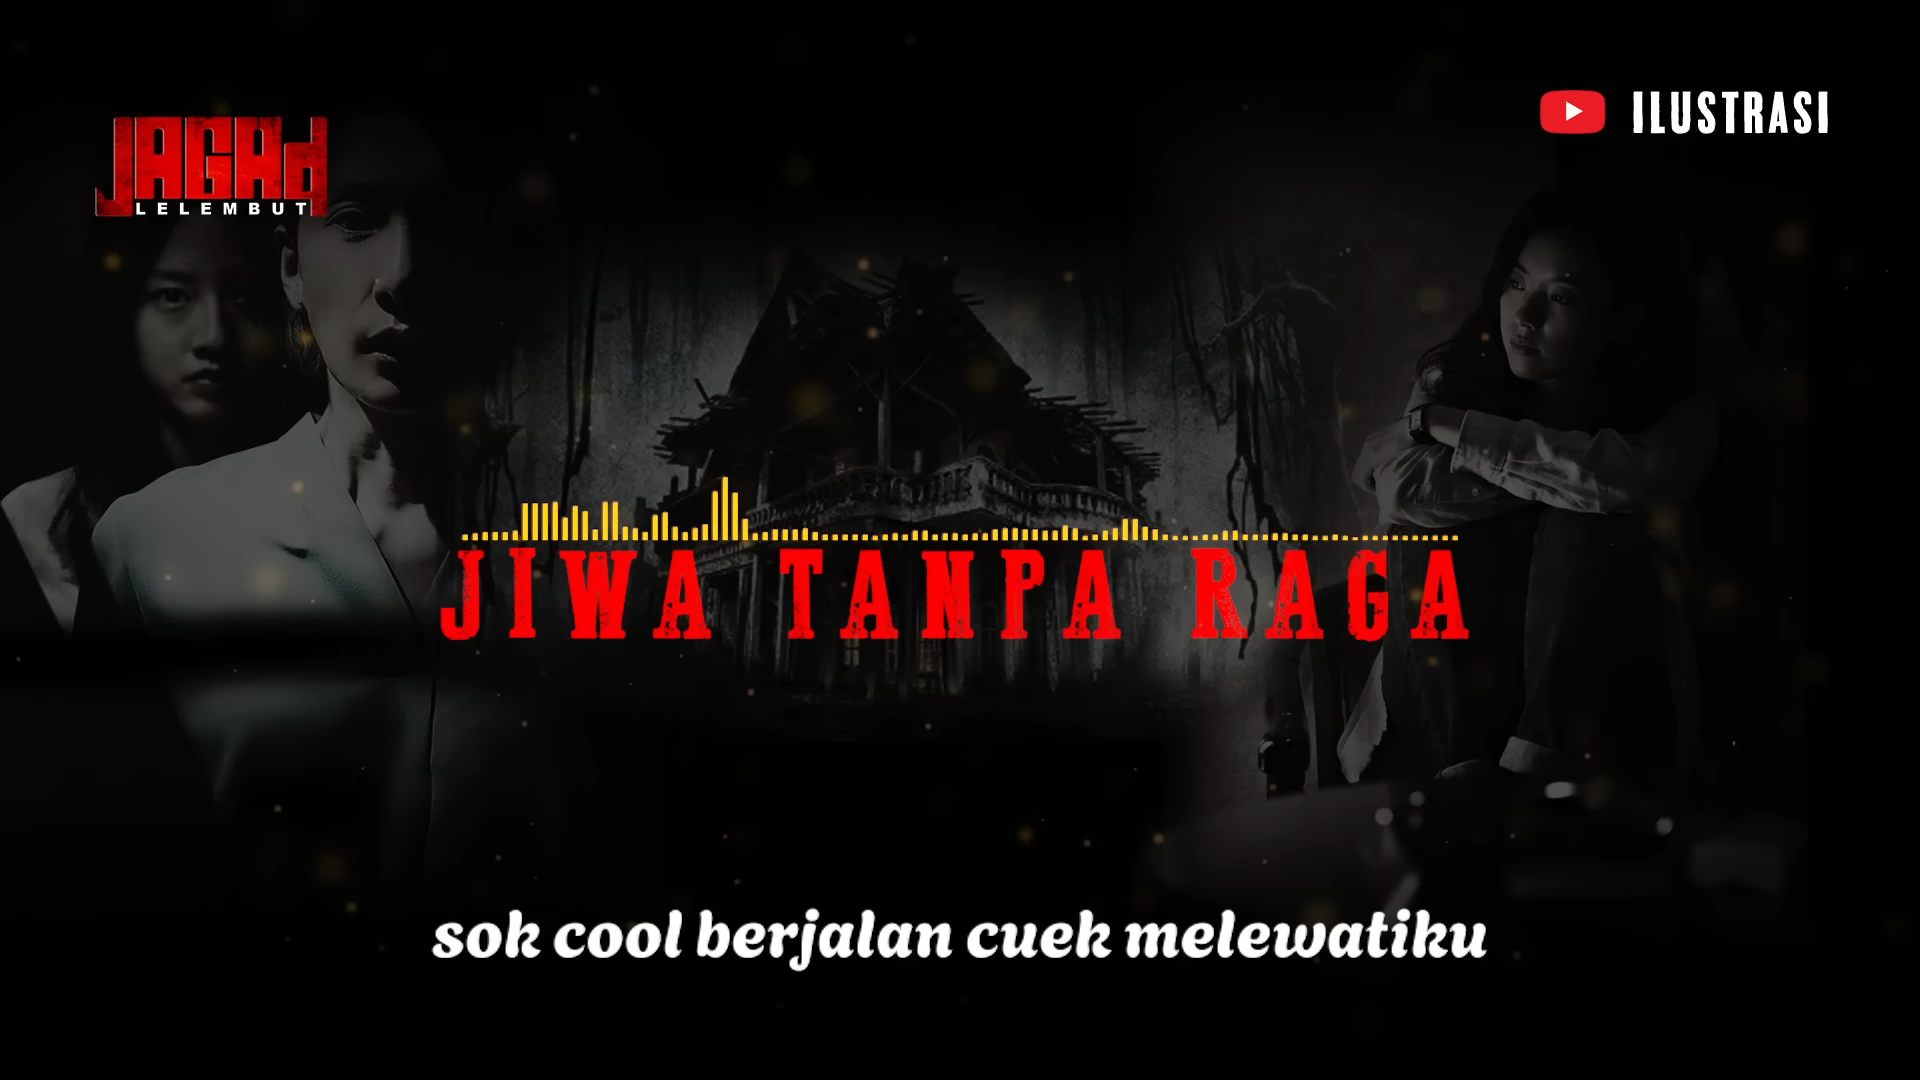 JAGAd
LELEMBUT
ILUSTRASI
JIWA TANPA RAGA
sok cool berjalan cuek melewatiku